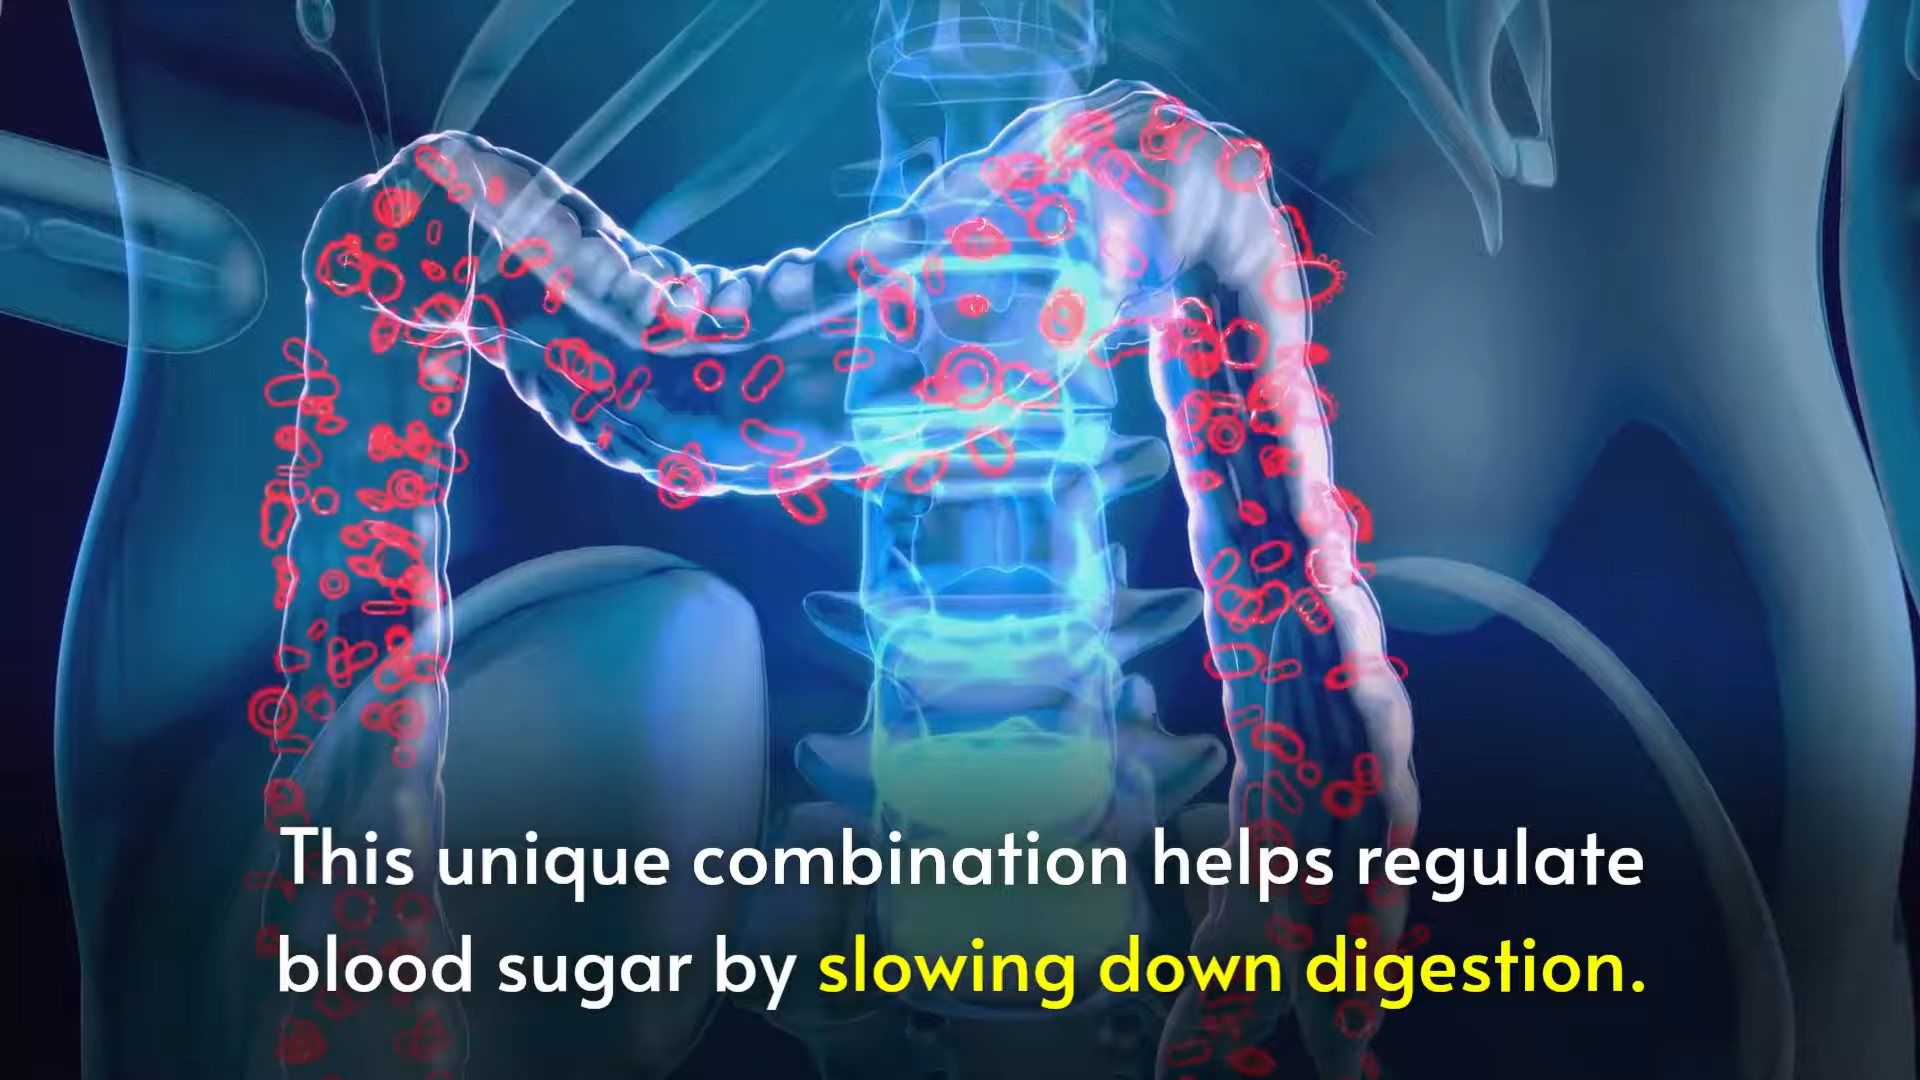 This unique combination helps regulate
blood sugar by slowing down digestion.